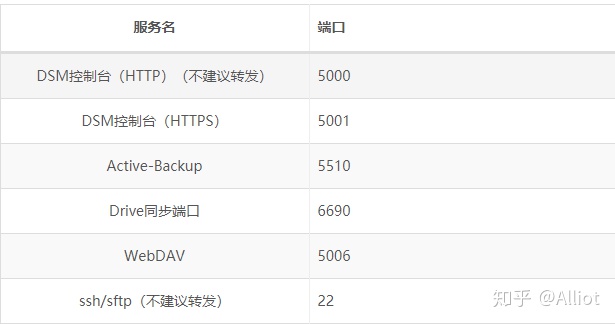 服务名 端口
DSM控制台（HTTP）（不建议转发） 5000
DSM控制台（HTTPS） 5001
Active-Backup 5510
Drive同步端口 6690
WebDAV 5006
ssh/sftp（不建议转发） 22
知乎 @Alliot